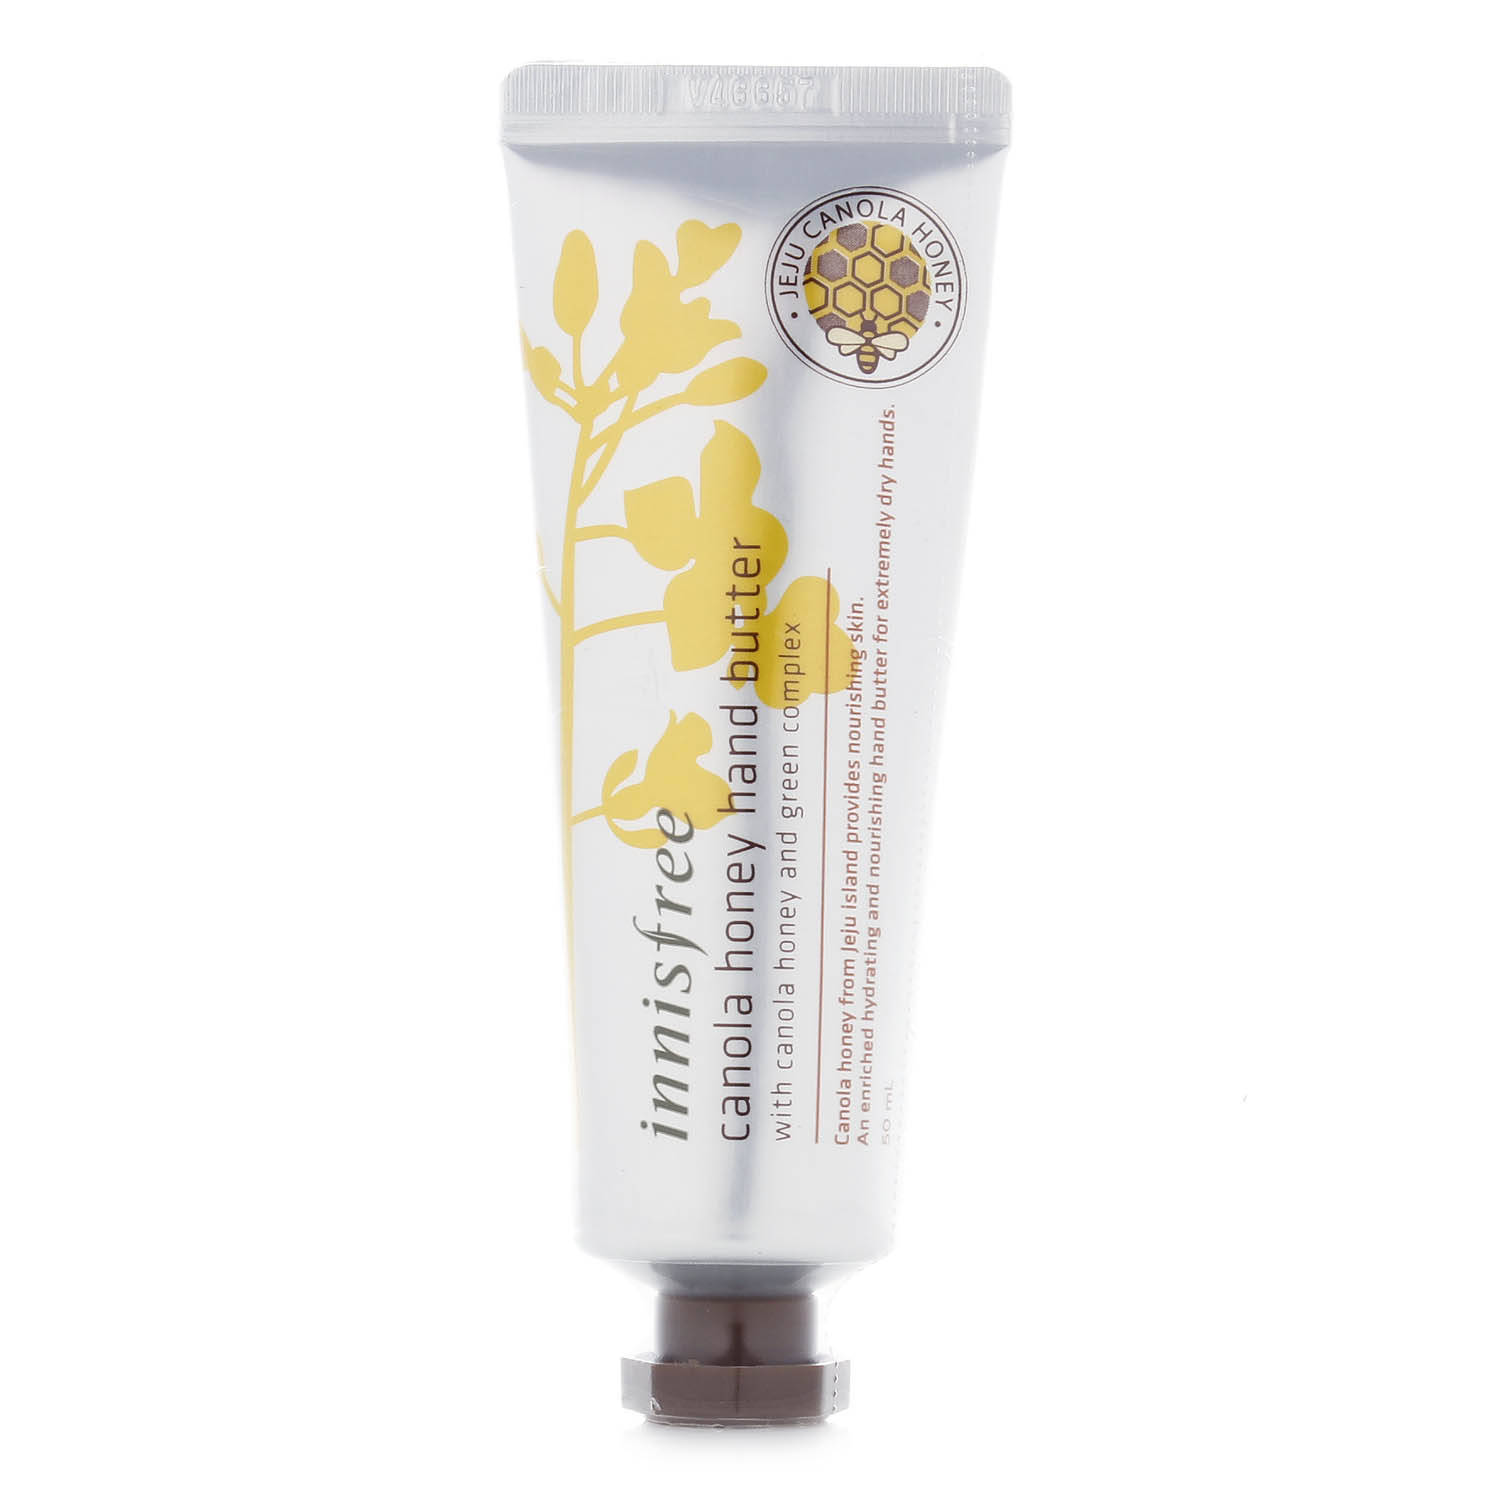 VA6657
JEJU CANOLA HONEY
innisfree
canola honey hand butter
with canola honey and green complex
Canola honey from Jeju island provides nourishing skin.
An enriched hydrating and nourishing hand butter for extremely dry hands.
50 mL